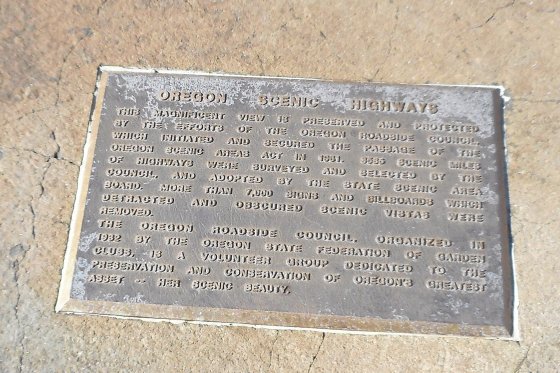 OREGON SCENIC HIGHWAYS
THIS MAGNIFICENT VIEW IS PRESERVED AND PROTECTED
BY THE EFFORTS OF THE OREGON ROADSIDE COUNCIL
WHICH INITIATED AND SECURED THE PASSAGE OF THE
OREGON SCENIC AREAS ACT IN 1961. SCENIC MILES
OF HIGHWAYS WERE SURVEYED AND SELECTED BY THE
COUNCIL, AND ADOPTED BY THE STATE SCENIC AREA
BOARD. MORE THAN 7,000 SIGNS AND BILLBOARDS WHICH
DETRACTED AND OBSCURED SCENIC VISTAS WERE
REMOVED.
THE OREGON ROADSIDE COUNCIL, ORGANIZED IN
1932 BY THE OREGON STATE FEDERATION OF GARDEN
CLUBS, IS A VOLUNTEER GROUP DEDICATED TO THE
PRESERVATION AND CONSERVATION OF OREGON'S GREATEST
ASSET - HER SCENIC BEAUTY.